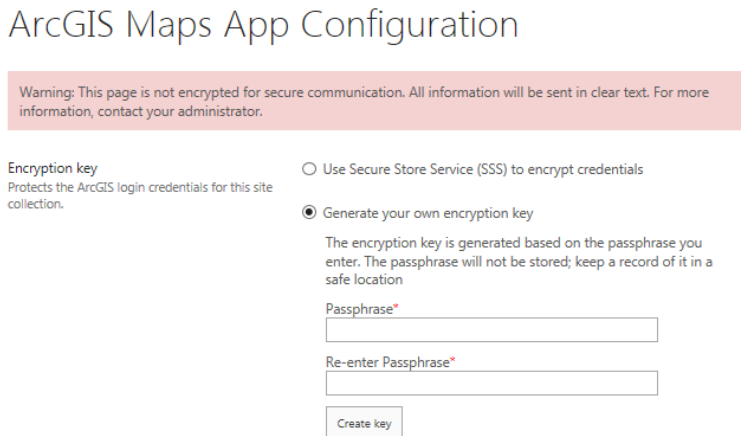 ArcGIS Maps App Configuration
Warning: This page is not encrypted for secure communication. All information will be sent in clear text. For more
information, contact your administrator.
Encryption key
Protects the ArcGIS login credentials for this site
collection.
Use Secure Store Service (SSS) to encrypt credentials
Generate your own encryption key
The encryption key is generated based on the passphrase you
enter. The passphrase will not be stored; keep a record of it in a
safe location
Passphrase*
Re-enter Passphrase*
Create key